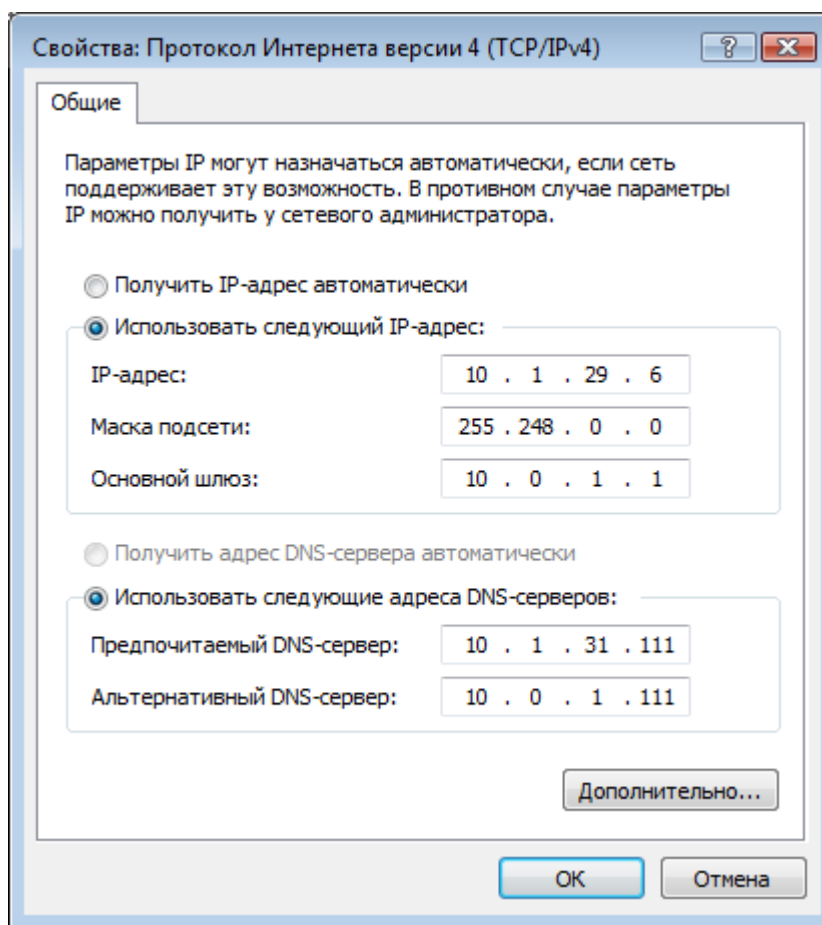 Свойства: Протокол Интернета версии 4 (TCP/IPv4)
Общие
Параметры IP могут назначаться автоматически, если сеть
поддерживает эту возможность. В противном случае параметры
IP можно получить у сетевого администратора.
Получить IP-адрес автоматически
Использовать следующий IP-адрес:
IP-адрес: 10 . 1 . 29 . 6
Маска подсети: 255 . 248 . 0 . 0
Основной шлюз: 10 . 0 . 1 . 1
Получить адрес DNS-сервера автоматически
Использовать следующие адреса DNS-серверов:
Предпочитаемый DNS-сервер: 10 . 1 . 31 . 111
Альтернативный DNS-сервер: 10 . 0 . 1 . 111
Дополнительно...
ОК Отмена